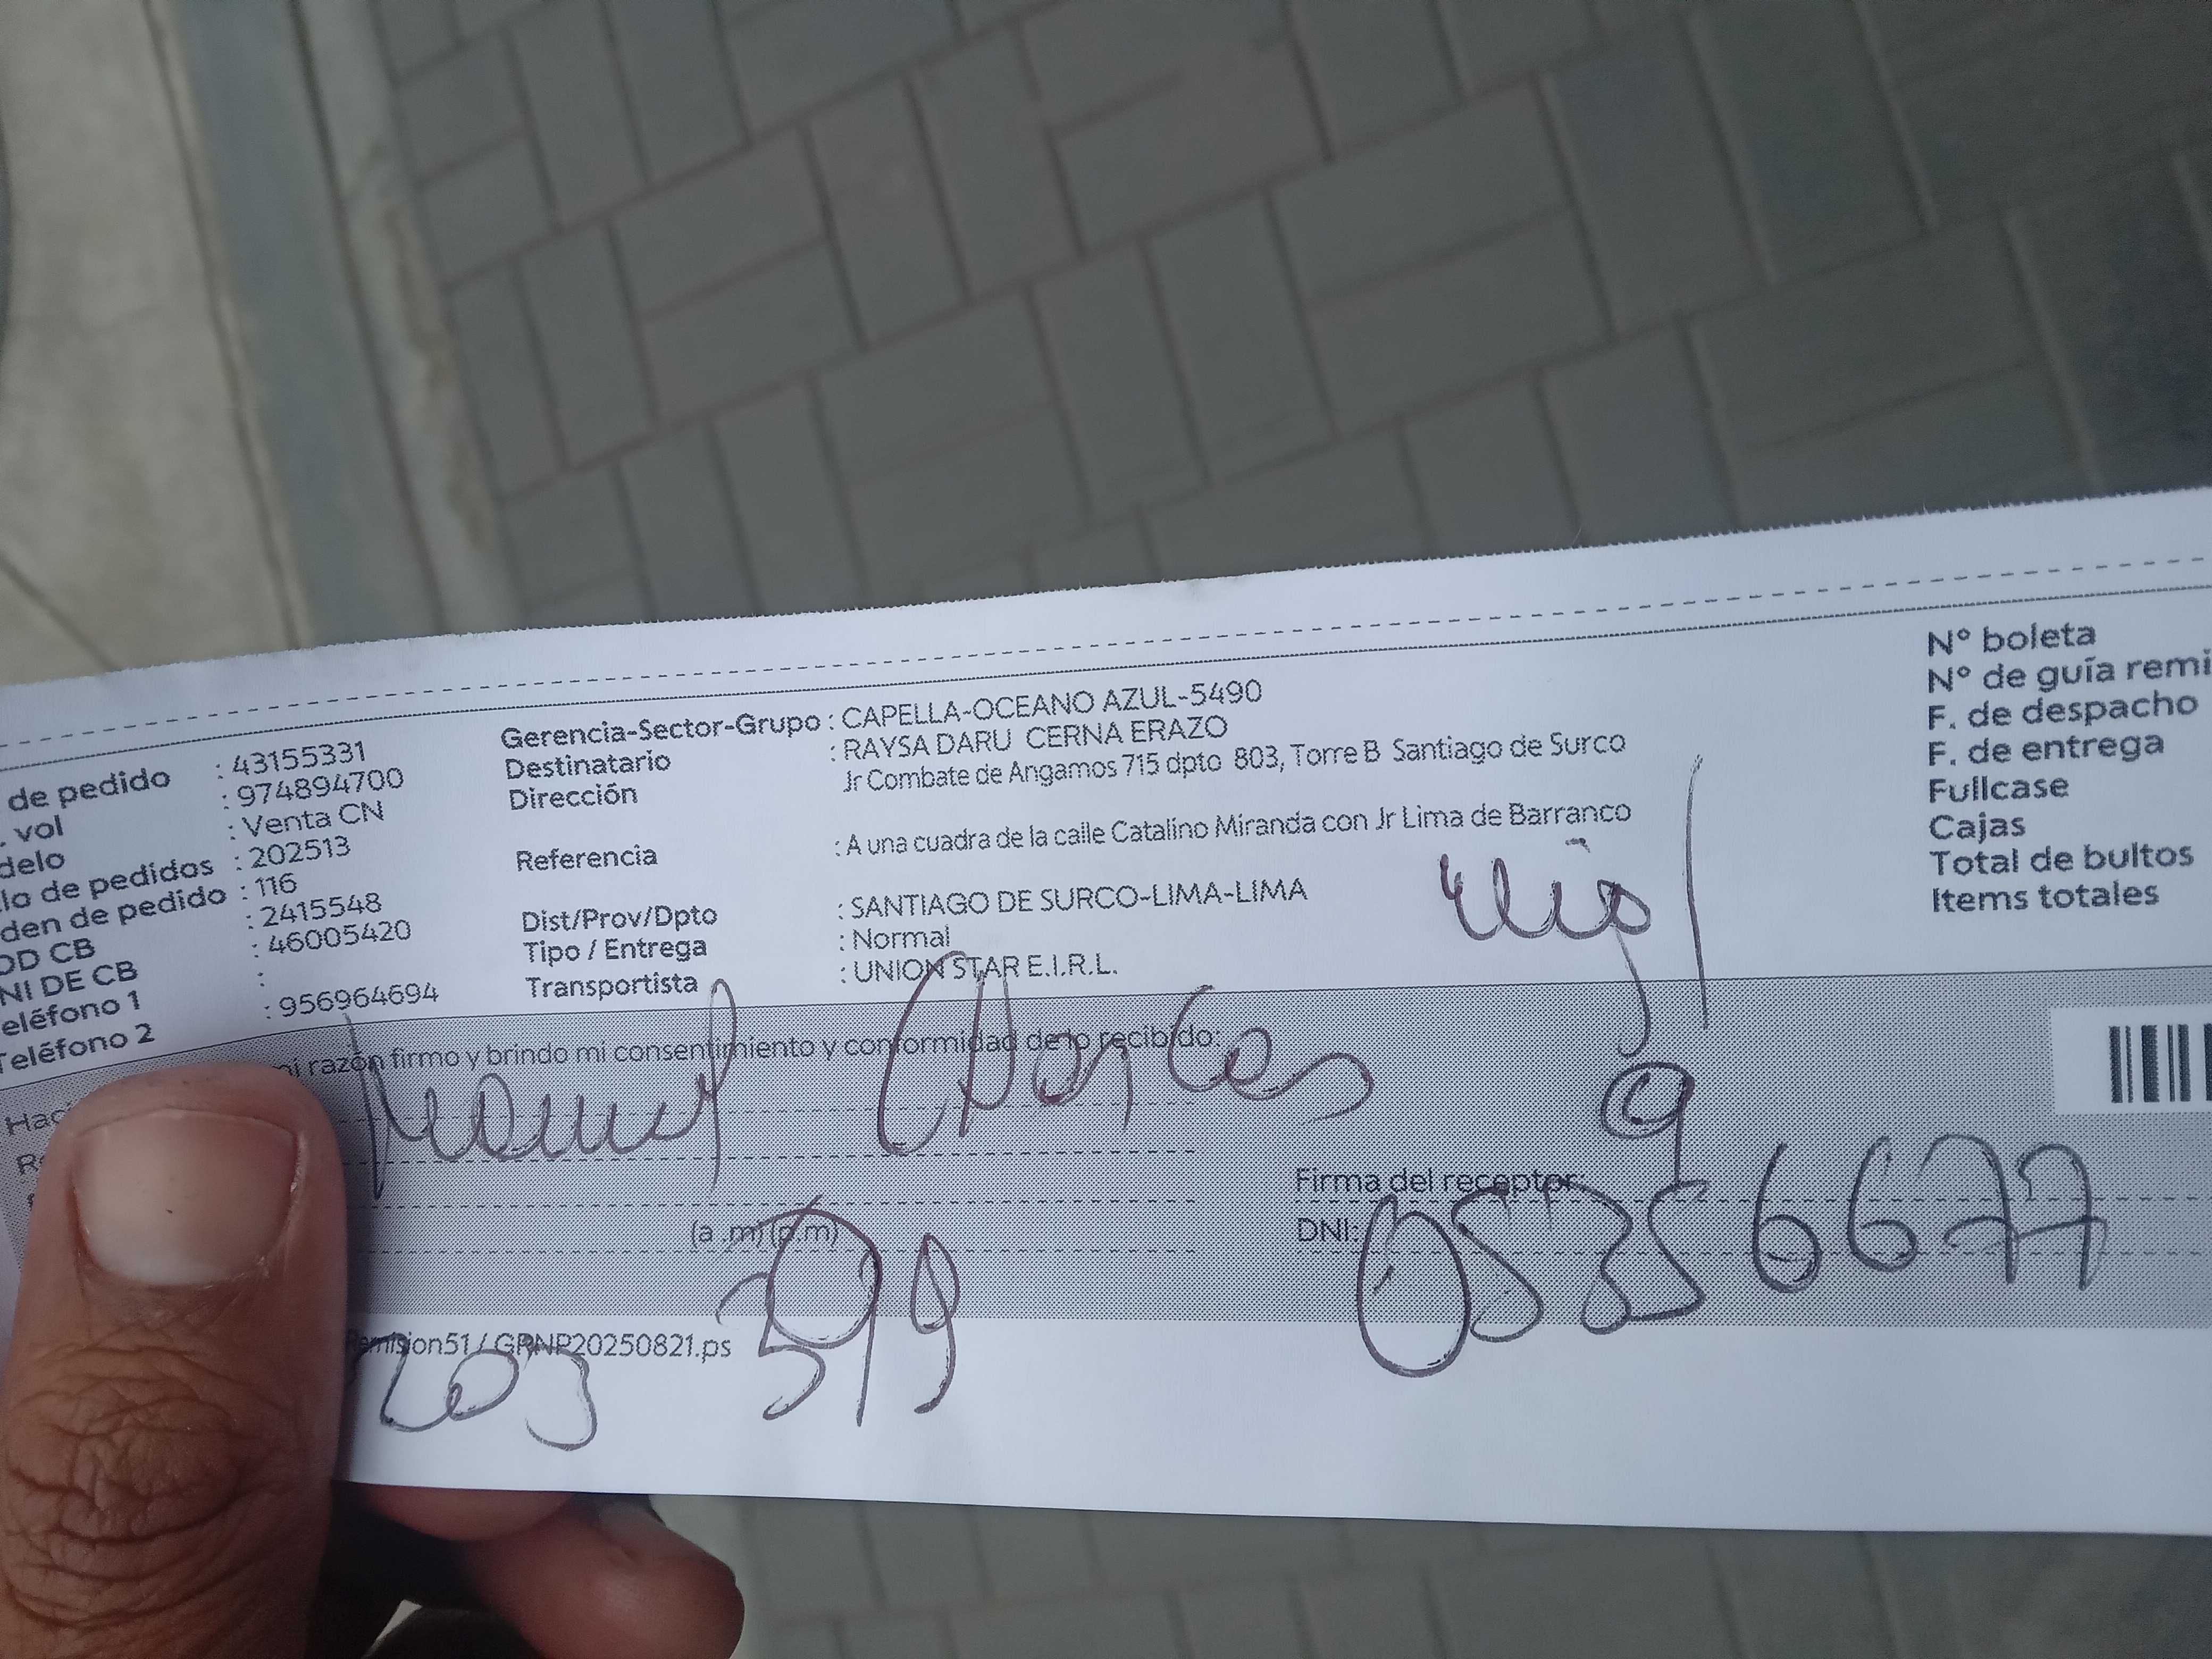 de pedido : 43155331
. vol : 974894700
delo : Venta CN
lo de pedidos : 202513
den de pedido : 116
OD CB : 2415548
NI DE CB : 46005420
eléfono 1 :
Teléfono 2 : 956964694
Gerencia-Sector-Grupo : CAPELLA-OCEANO AZUL-5490
Destinatario : RAYSA DARU CERNA ERAZO
Dirección Jr Combate de Angamos 715 dpto 803, Torre B Santiago de Surco
Referencia : A una cuadra de la calle Catalino Miranda con Jr Lima de Barranco
Dist/Prov/Dpto : SANTIAGO DE SURCO-LIMA-LIMA
Tipo / Entrega : Normal
Transportista : UNION STAR E.I.R.L.
N° boleta
N° de guía remi
F. de despacho
F. de entrega
Fullcase
Cajas
Total de bultos
Items totales
mi razón firmo y brindo mi consentimiento y conformidad de lo recibido:
Haci
(a .m) (p.m)
Firma del receptor:
DNI: 05356677
Remision51 / GRNP20250821.ps